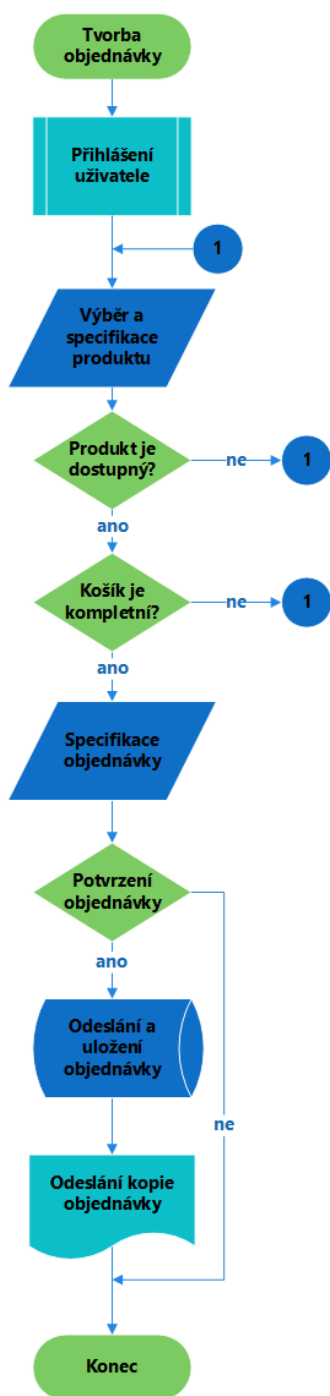 Tvorba
objednávky
Přihlášení
uživatele
1
Výběr a
specifikace
produktu
Produkt je
dostupný?
ne
1
ano
Košík je
kompletní?
ne
1
ano
Specifikace
objednávky
Potvrzení
objednávky
ano
Odeslání a
uložení
objednávky
ne
Odeslání kopie
objednávky
Konec